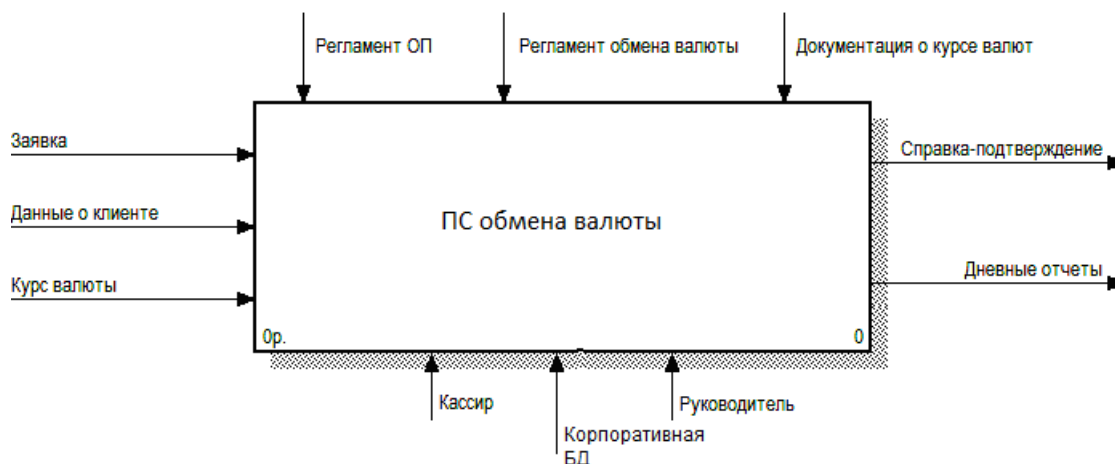 Регламент ОП
Регламент обмена валюты
Документация о курсе валют
Заявка
Справка-подтверждение
Данные о клиенте
ПС обмена валюты
Дневные отчеты
Курс валюты
0р.
0
Кассир
Руководитель
Корпоративная
БД